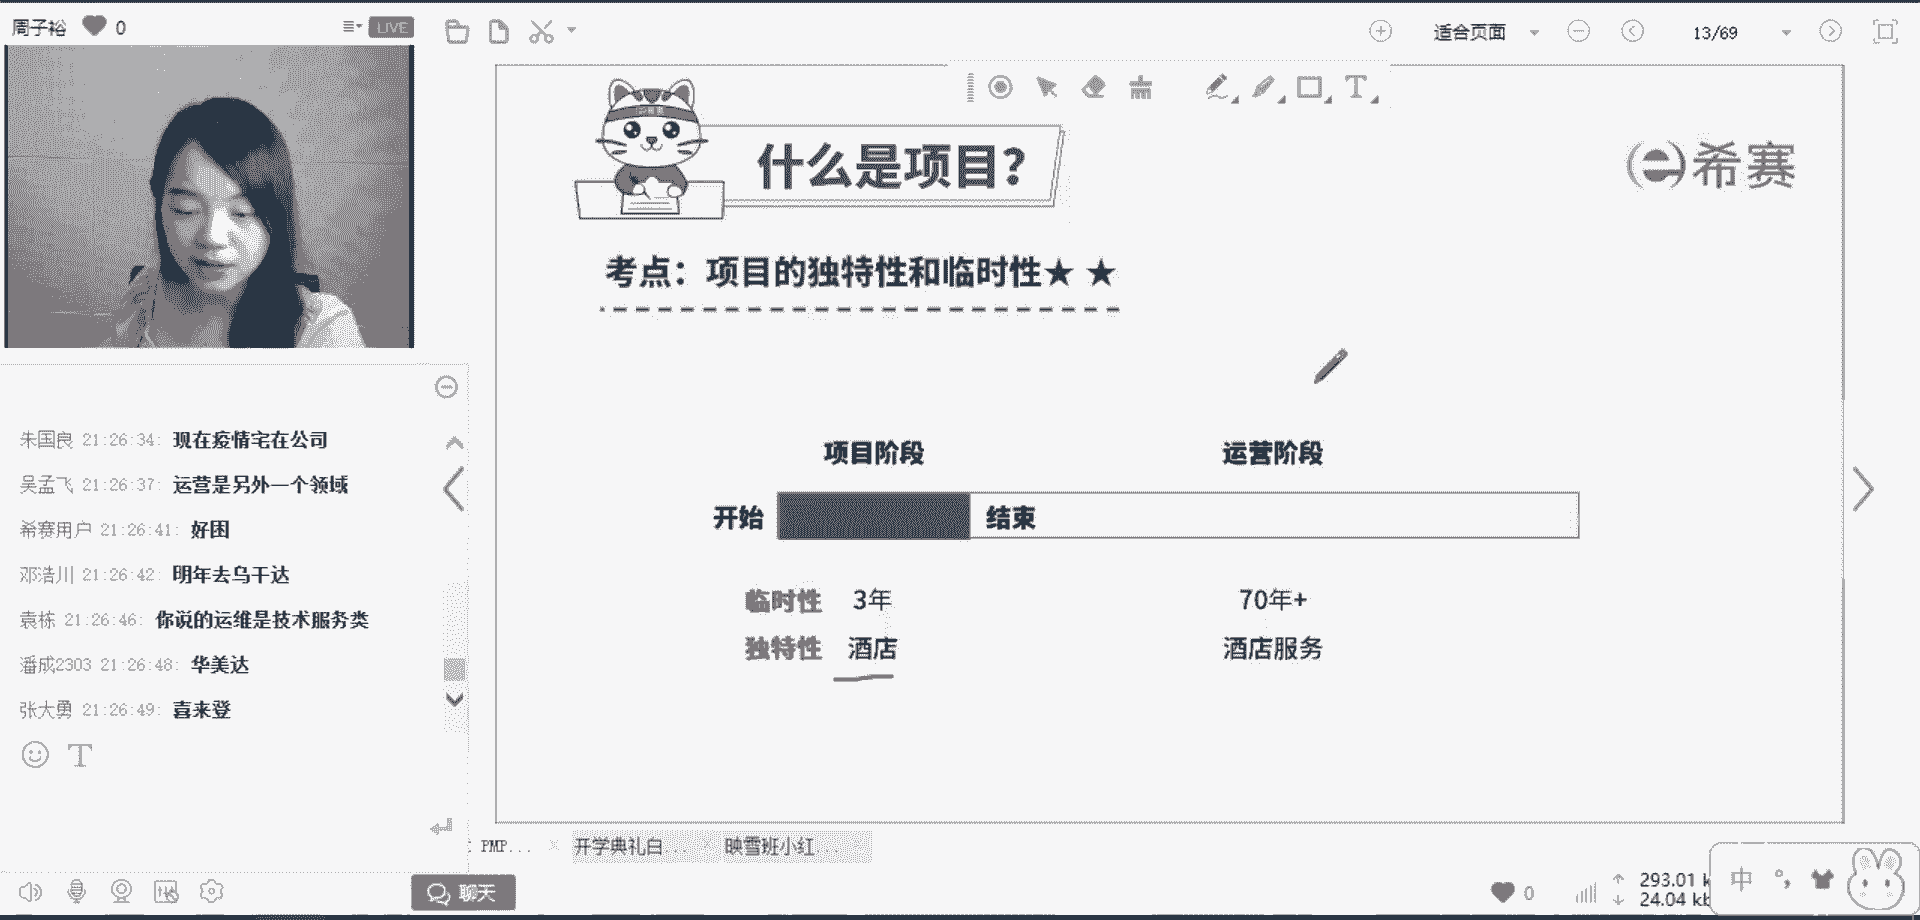 周子裕 0
LIVE
适合页面
13/69
什么是项目?
希赛
考点：项目的独特性和临时性★ ★
项目阶段 运营阶段
开始 结束
临时性 3年 70年+
独特性 酒店 酒店服务
朱国良 21:26:34: 现在疫情宅在公司
吴孟飞 21:26:37: 运营是另外一个领域
希赛用户 21:26:41: 好困
邓浩川 21:26:42: 明年去乌干达
袁栋 21:26:46: 你说的运维是技术服务类
潘成2303 21:26:48: 华美达
张大勇 21:26:49: 喜来登
T
PMP... 开学典礼白... 映雪班小红...
聊天
0
293.01 k
24.04 kb
中